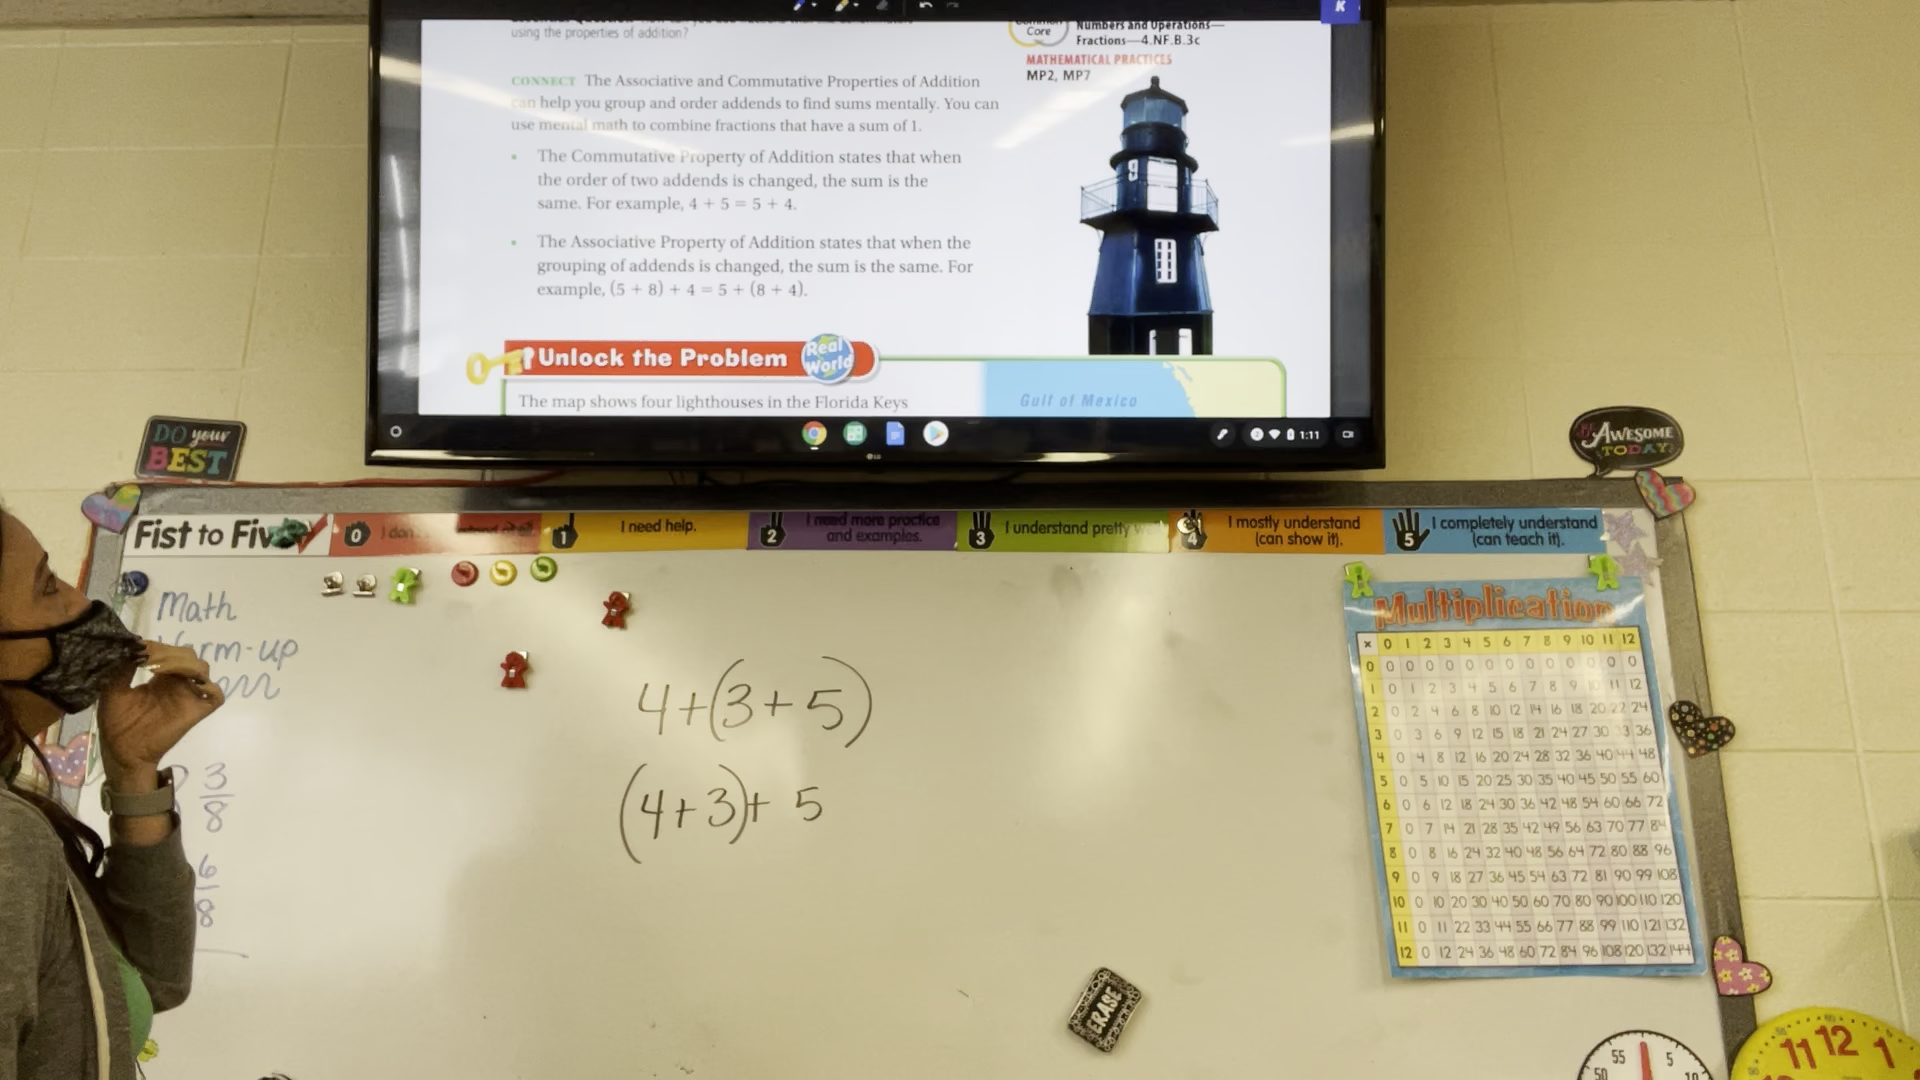 using the properties of addition?
Common
Core
Numbers and Operations—
Fractions—4.NF.B.3c
MATHEMATICAL PRACTICES
MP2, MP7
K
CONNECT The Associative and Commutative Properties of Addition
can help you group and order addends to find sums mentally. You can
use mental math to combine fractions that have a sum of 1.
The Commutative Property of Addition states that when
the order of two addends is changed, the sum is the
same. For example, 4 + 5 = 5 + 4.
The Associative Property of Addition states that when the
grouping of addends is changed, the sum is the same. For
example, (5 + 8) + 4 = 5 + (8 + 4).
Unlock the Problem Real
World
The map shows four lighthouses in the Florida Keys
Gulf of Mexico
1:11
LG
DO your
BEST
BE AWESOME
TODAY
Fist to Five
0 I don
1 I need help.
2 I need more practice
and examples.
3 I understand pretty
4 I mostly understand
(can show it).
5 I completely understand
(can teach it).
Math
Warm-up
4+(3+5)
(4+3)+5
3
8
6
8
ERASE
Multiplication
× 0 1 2 3 4 5 6 7 8 9 10 11 12
0 0 0 0 0 0 0 0 0 0 0 0 0 0
1 0 1 2 3 4 5 6 7 8 9 10 11 12
2 0 2 4 6 8 10 12 14 16 18 20 22 24
3 0 3 6 9 12 15 18 21 24 27 30 33 36
4 0 4 8 12 16 20 24 28 32 36 40 44 48
5 0 5 10 15 20 25 30 35 40 45 50 55 60
6 0 6 12 18 24 30 36 42 48 54 60 66 72
7 0 7 14 21 28 35 42 49 56 63 70 77 84
8 0 8 16 24 32 40 48 56 64 72 80 88 96
9 0 9 18 27 36 45 54 63 72 81 90 99 108
10 0 10 20 30 40 50 60 70 80 90 100 110 120
11 0 11 22 33 44 55 66 77 88 99 110 121 132
12 0 12 24 36 48 60 72 84 96 108 120 132 144
55 5
50 10
11 12 1